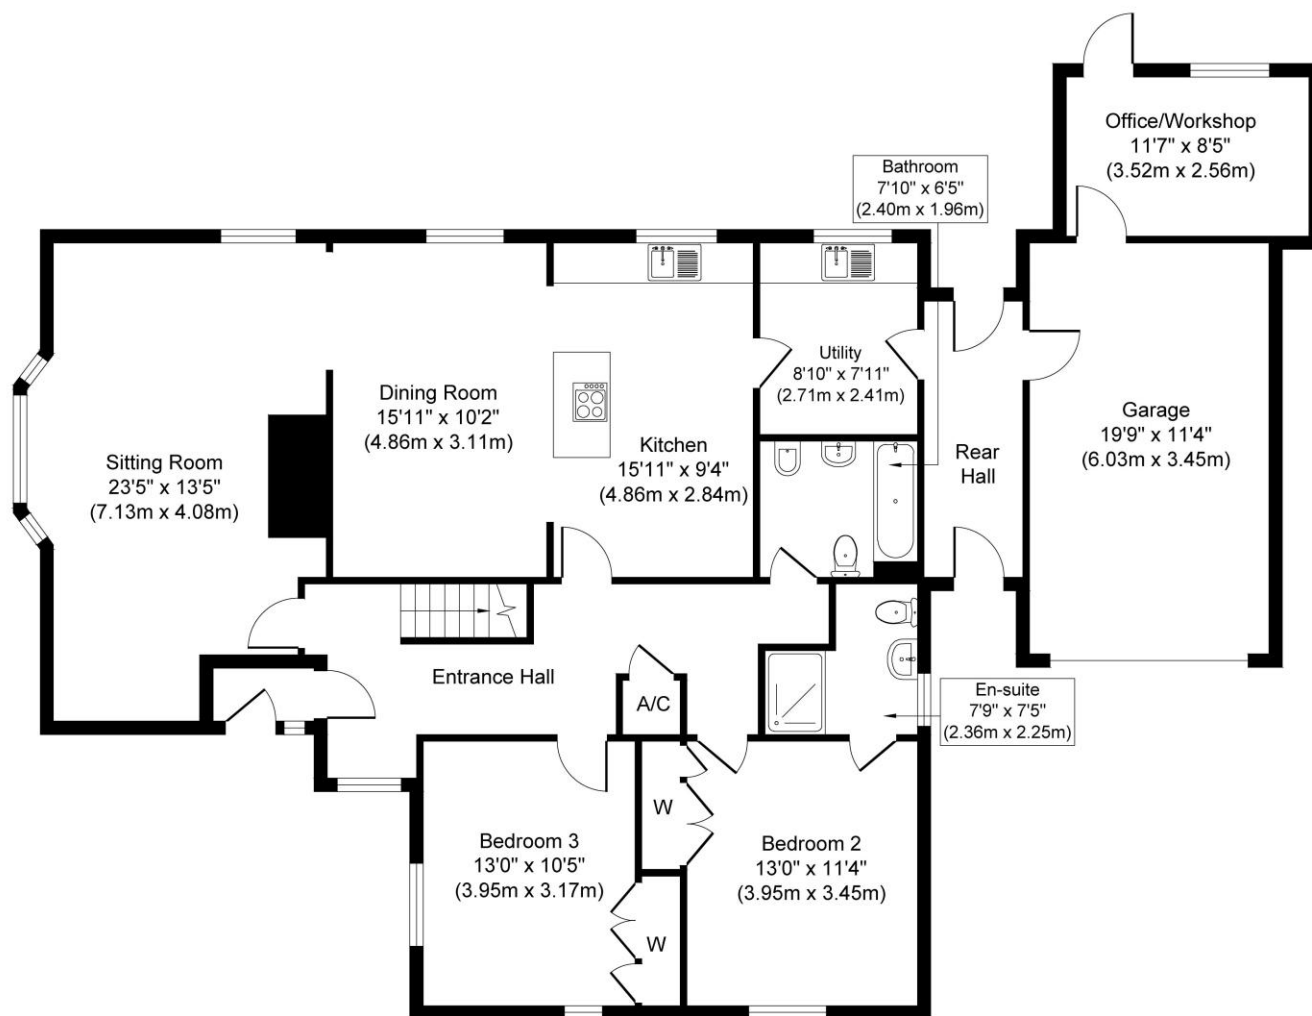 Office/Workshop
11'7" x 8'5"
(3.52m x 2.56m)
Bathroom
7'10" x 6'5"
(2.40m x 1.96m)
Sitting Room
23'5" x 13'5"
(7.13m x 4.08m)
Dining Room
15'11" x 10'2"
(4.86m x 3.11m)
Kitchen
15'11" x 9'4"
(4.86m x 2.84m)
Utility
8'10" x 7'11"
(2.71m x 2.41m)
Rear
Hall
Garage
19'9" x 11'4"
(6.03m x 3.45m)
Entrance Hall
A/C
En-suite
7'9" x 7'5"
(2.36m x 2.25m)
Bedroom 3
13'0" x 10'5"
(3.95m x 3.17m)
W
W
Bedroom 2
13'0" x 11'4"
(3.95m x 3.45m)